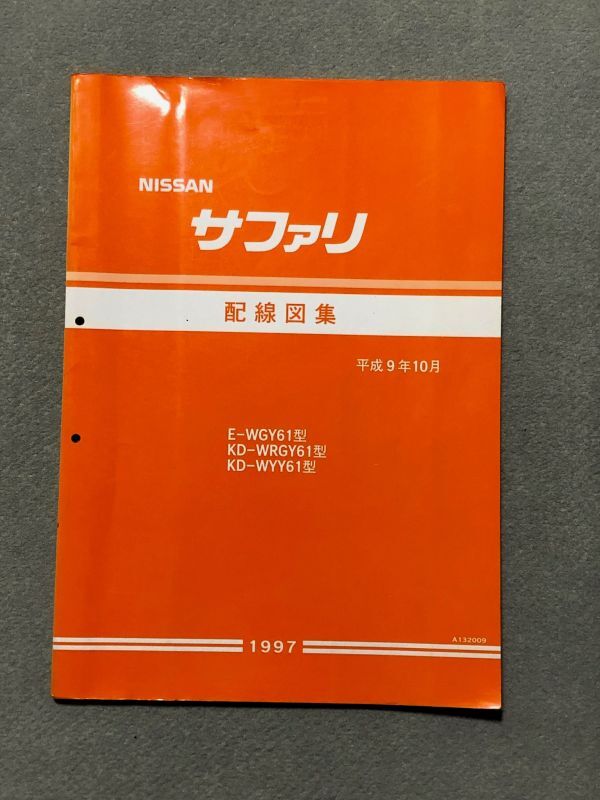 NISSAN
サファリ
配線図集
平成9年10月
E-WGY61型
KD-WRGY61型
KD-WYY61型
A132009
1997